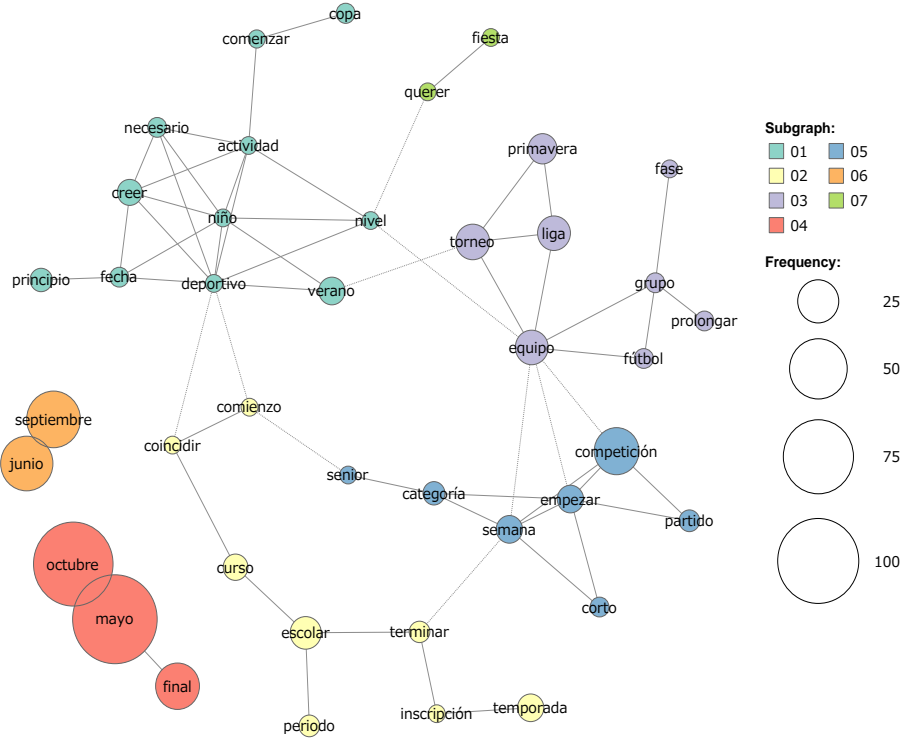 copa
comenzar
fiesta
querer
necesario
actividad
primavera
fase
creer
niño
nivel
torneo
liga
principio
fecha
deportivo
verano
grupo
prolongar
equipo
fútbol
septiembre
comienzo
coincidir
junio
competición
senior
categoría
empezar
semana
partido
octubre
curso
mayo
corto
escolar
terminar
final
periodo
inscripción
temporada
Subgraph:
01 05
02 06
03 07
04
Frequency:
25
50
75
100